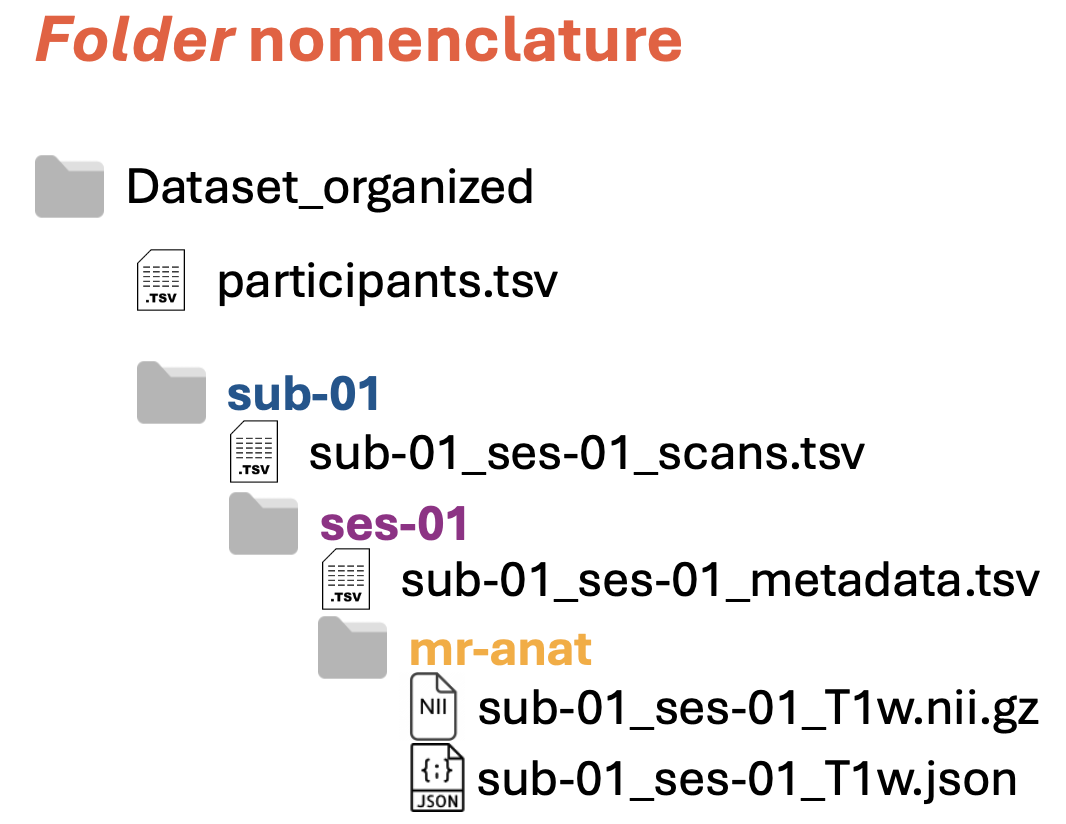 Folder nomenclature
Dataset_organized
.TSV participants.tsv
sub-01
.TSV sub-01_ses-01_scans.tsv
ses-01
.TSV sub-01_ses-01_metadata.tsv
mr-anat
NII sub-01_ses-01_T1w.nii.gz
{;} JSON sub-01_ses-01_T1w.json